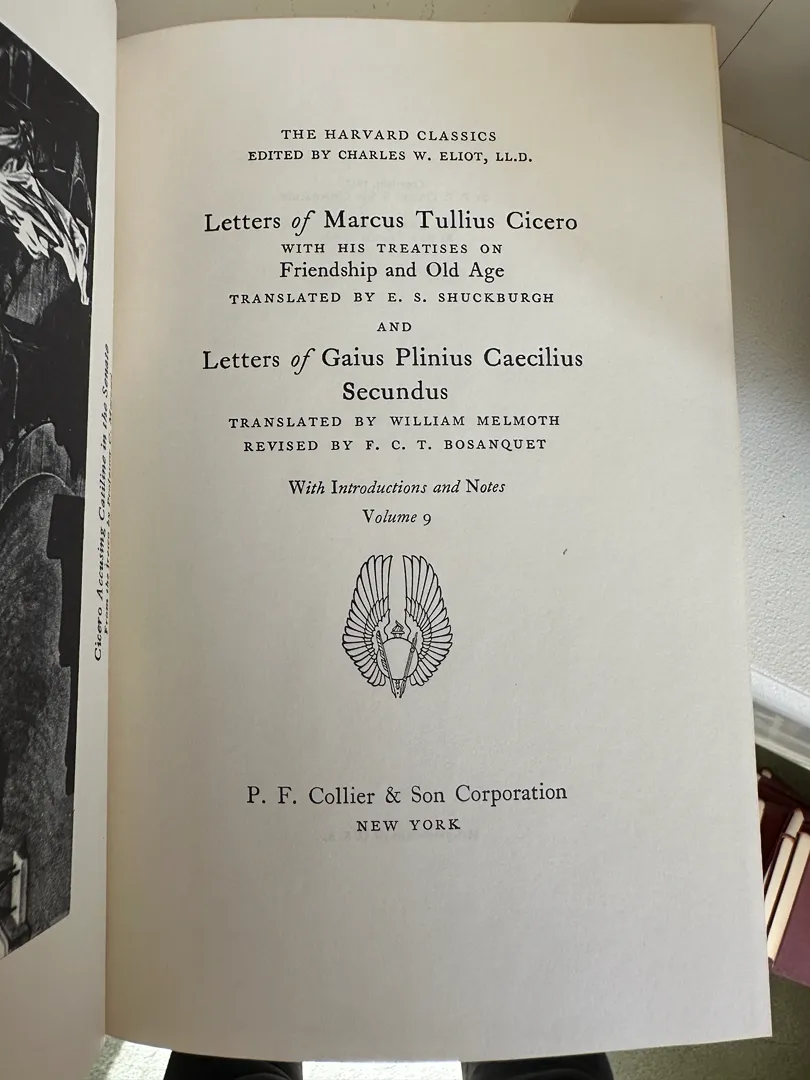 THE HARVARD CLASSICS
EDITED BY CHARLES W. ELIOT, LL.D.
Letters of Marcus Tullius Cicero
WITH HIS TREATISES ON
Friendship and Old Age
TRANSLATED BY E. S. SHUCKBURGH
AND
Letters of Gaius Plinius Caecilius
Secundus
TRANSLATED BY WILLIAM MELMOTH
REVISED BY F. C. T. BOSANQUET
With Introductions and Notes
Volume 9
P. F. Collier & Son Corporation
NEW YORK
Cicero Accusing Catiline in the Senate